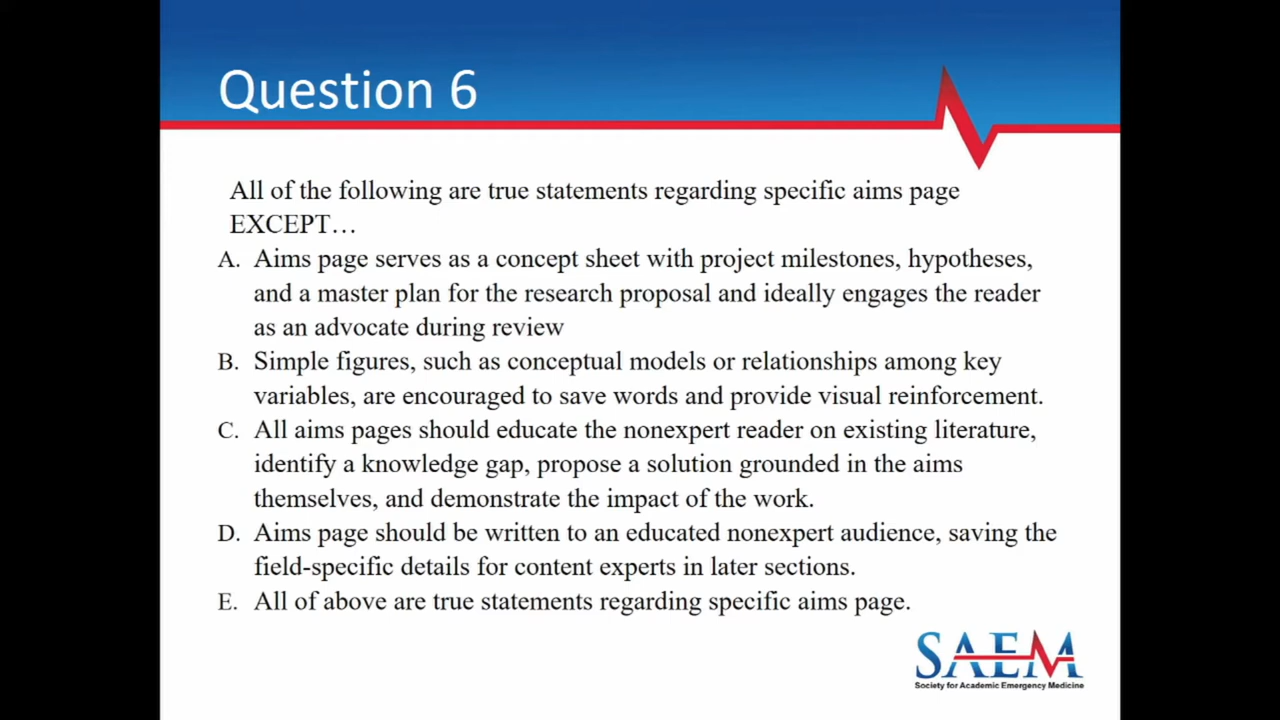 Question 6
All of the following are true statements regarding specific aims page
EXCEPT…
A. Aims page serves as a concept sheet with project milestones, hypotheses,
and a master plan for the research proposal and ideally engages the reader
as an advocate during review
B. Simple figures, such as conceptual models or relationships among key
variables, are encouraged to save words and provide visual reinforcement.
C. All aims pages should educate the nonexpert reader on existing literature,
identify a knowledge gap, propose a solution grounded in the aims
themselves, and demonstrate the impact of the work.
D. Aims page should be written to an educated nonexpert audience, saving the
field-specific details for content experts in later sections.
E. All of above are true statements regarding specific aims page.
SAEM
Society for Academic Emergency Medicine